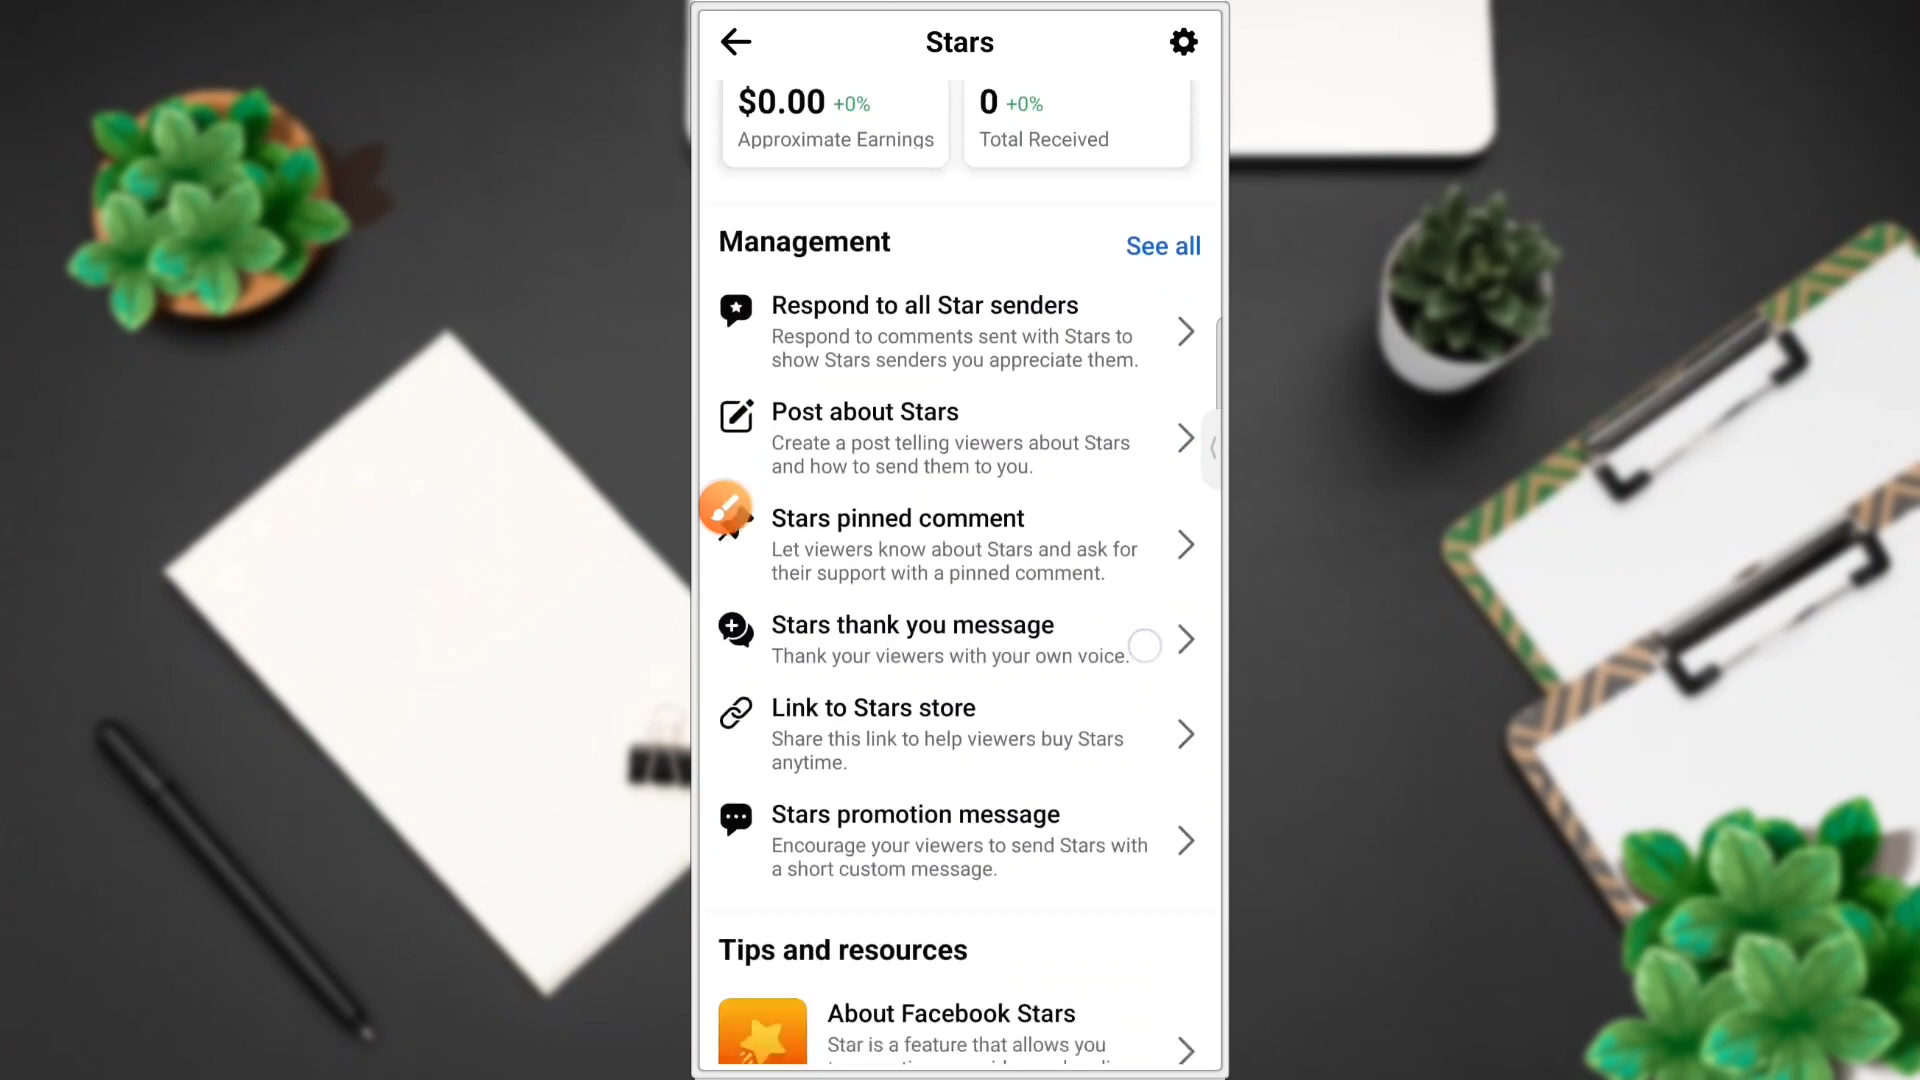 Stars
$0.00 +0%
Approximate Earnings
0 +0%
Total Received
Management
See all
Respond to all Star senders
Respond to comments sent with Stars to
show Stars senders you appreciate them.
Post about Stars
Create a post telling viewers about Stars
and how to send them to you.
Stars pinned comment
Let viewers know about Stars and ask for
their support with a pinned comment.
Stars thank you message
Thank your viewers with your own voice.
Link to Stars store
Share this link to help viewers buy Stars
anytime.
Stars promotion message
Encourage your viewers to send Stars with
a short custom message.
Tips and resources
About Facebook Stars
Star is a feature that allows you